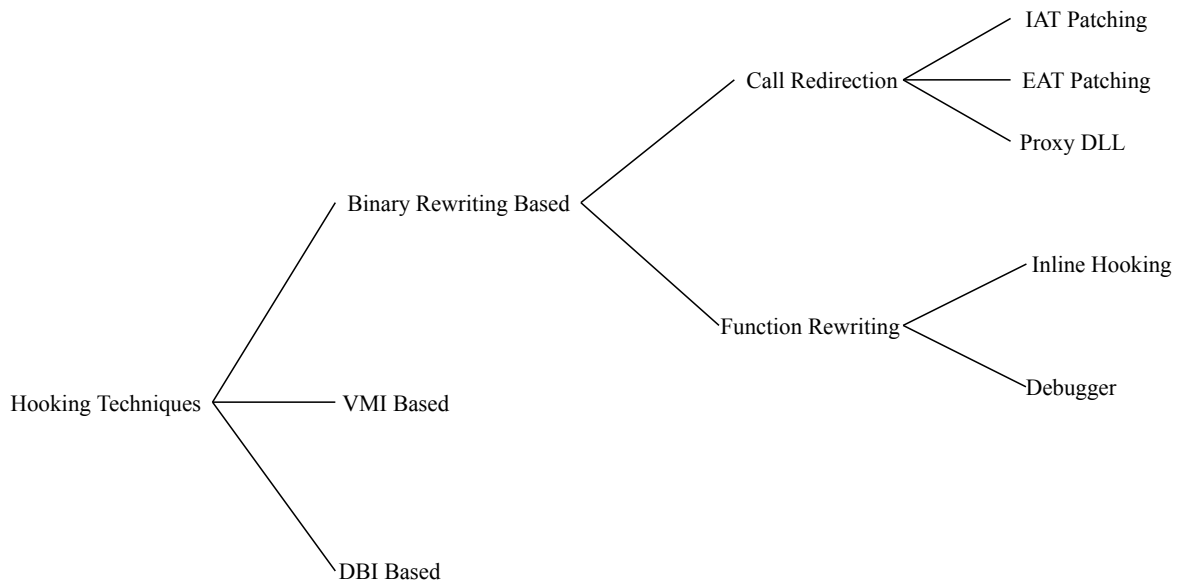 IAT Patching
Call Redirection
EAT Patching
Proxy DLL
Binary Rewriting Based
Inline Hooking
Function Rewriting
Debugger
Hooking Techniques
VMI Based
DBI Based